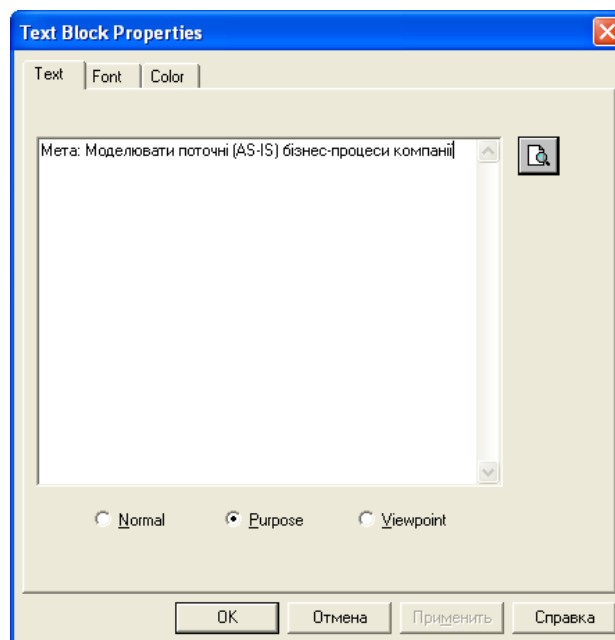 Text Block Properties
Text Font Color
Мета: Моделювати поточні (AS-IS) бізнес-процеси компанії
Normal Purpose Viewpoint
OK Отмена Применить Справка